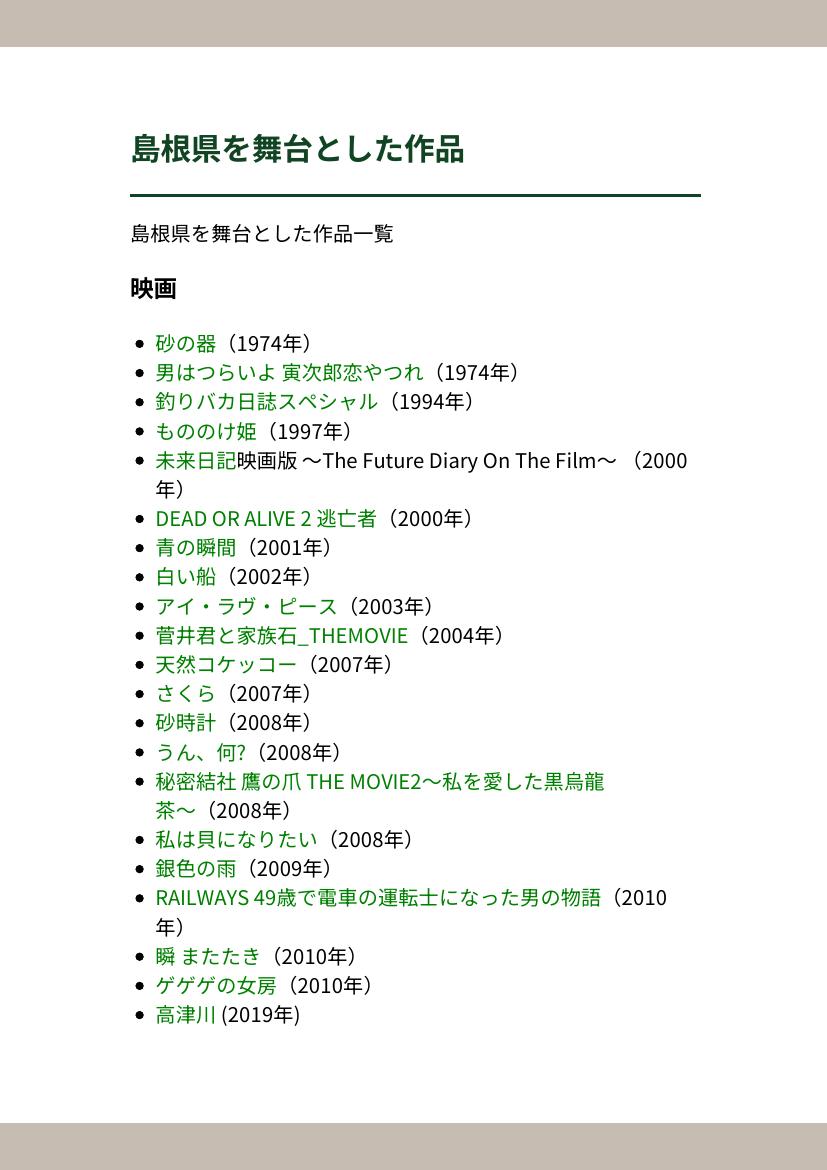 島根県を舞台とした作品
島根県を舞台とした作品一覧
映画
砂の器（1974年）
男はつらいよ 寅次郎恋やつれ（1974年）
釣りバカ日誌スペシャル（1994年）
もののけ姫（1997年）
未来日記映画版 〜The Future Diary On The Film〜 （2000
年）
DEAD OR ALIVE 2 逃亡者（2000年）
青の瞬間（2001年）
白い船（2002年）
アイ・ラヴ・ピース（2003年）
菅井君と家族石_THEMOVIE（2004年）
天然コケッコー（2007年）
さくら（2007年）
砂時計（2008年）
うん、何?（2008年）
秘密結社 鷹の爪 THE MOVIE2〜私を愛した黒烏龍
茶〜（2008年）
私は貝になりたい（2008年）
銀色の雨（2009年）
RAILWAYS 49歳で電車の運転士になった男の物語（2010
年）
瞬 またたき（2010年）
ゲゲゲの女房（2010年）
高津川 (2019年)